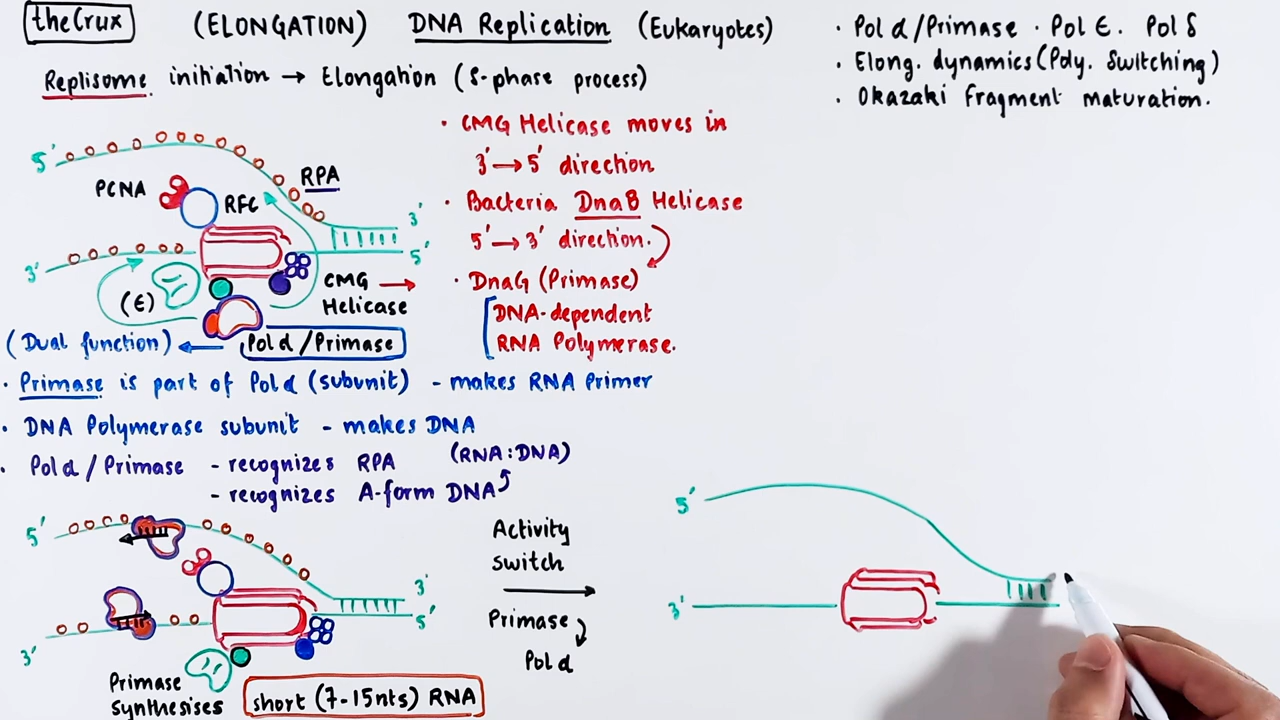 theCrux
(ELONGATION) DNA Replication (Eukaryotes)
Replisome initiation → Elongation (S-phase process)
· Pol α/Primase · Pol ε. Pol δ
· Elong. dynamics (Poly. Switching)
· Okazaki Fragment maturation.
5'
PCNA
RFC
RPA
3'
5'
3'
(ε)
CMG
Helicase
(Dual function) ← Pol α/Primase
· CMG Helicase moves in
3' → 5' direction
· Bacteria DnaB Helicase
5' → 3' direction.
· DnaG (Primase)
DNA-dependent
RNA Polymerase.
· Primase is part of Pol α (subunit) - makes RNA Primer
· DNA Polymerase subunit - makes DNA
· Pol α / Primase - recognizes RPA (RNA:DNA)
- recognizes A-form DNA
5'
3'
5'
3'
Primase
Synthesises
short (7-15nts) RNA
Activity
Switch
Primase
Pol α
5'
3'